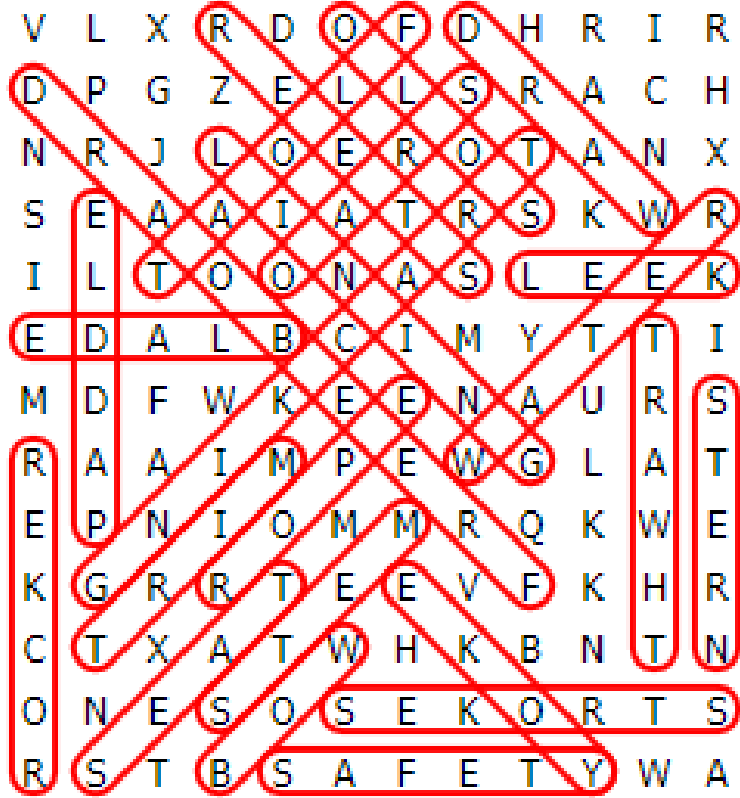 V L X R D O F D H R I R
D P G Z E L L S R A C H
N R J L O E R O T A N X
S E A A I A T R S K W R
I L T O O N A S L E E K
E D A L B C I M Y T T I
M D F W K E E N A U R S
R A A I M P E W G L A T
E P N I O M M R Q K W E
K G R R T E E V F K H R
C T X A T W H K B N T N
O N E S O S E K O R T S
R S T B S A F E T Y W A